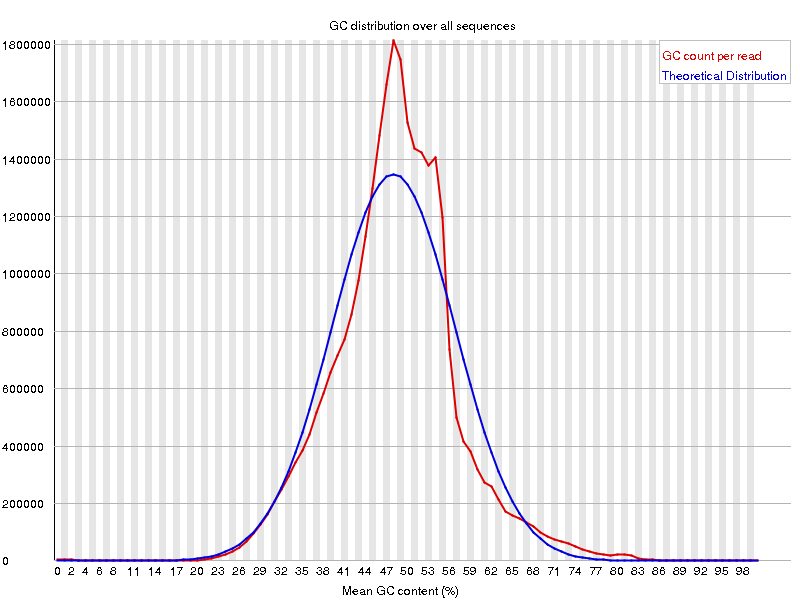 GC distribution over all sequences
GC count per read
Theoretical Distribution
1800000
1600000
1400000
1200000
1000000
800000
600000
400000
200000
0
0 2 4 6 8 11 14 17 20 23 26 29 32 35 38 41 44 47 50 53 56 59 62 65 68 71 74 77 80 83 86 89 92 95 98
Mean GC content (%)